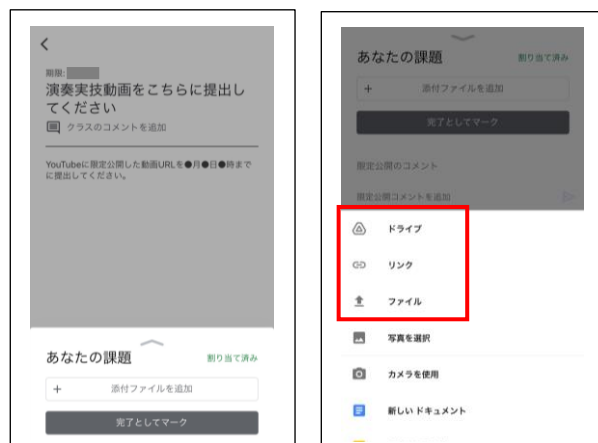 期限:
演奏実技動画をこちらに提出し
てください
クラスのコメントを追加
YouTubeに限定公開した動画URLを●月●日●時まで
に提出してください。
あなたの課題
割り当て済み
+ 添付ファイルを追加
完了としてマーク
あなたの課題
割り当て済み
+ 添付ファイルを追加
完了としてマーク
限定公開のコメント
限定公開コメントを追加
ドライブ
リンク
ファイル
写真を選択
カメラを使用
新しいドキュメント